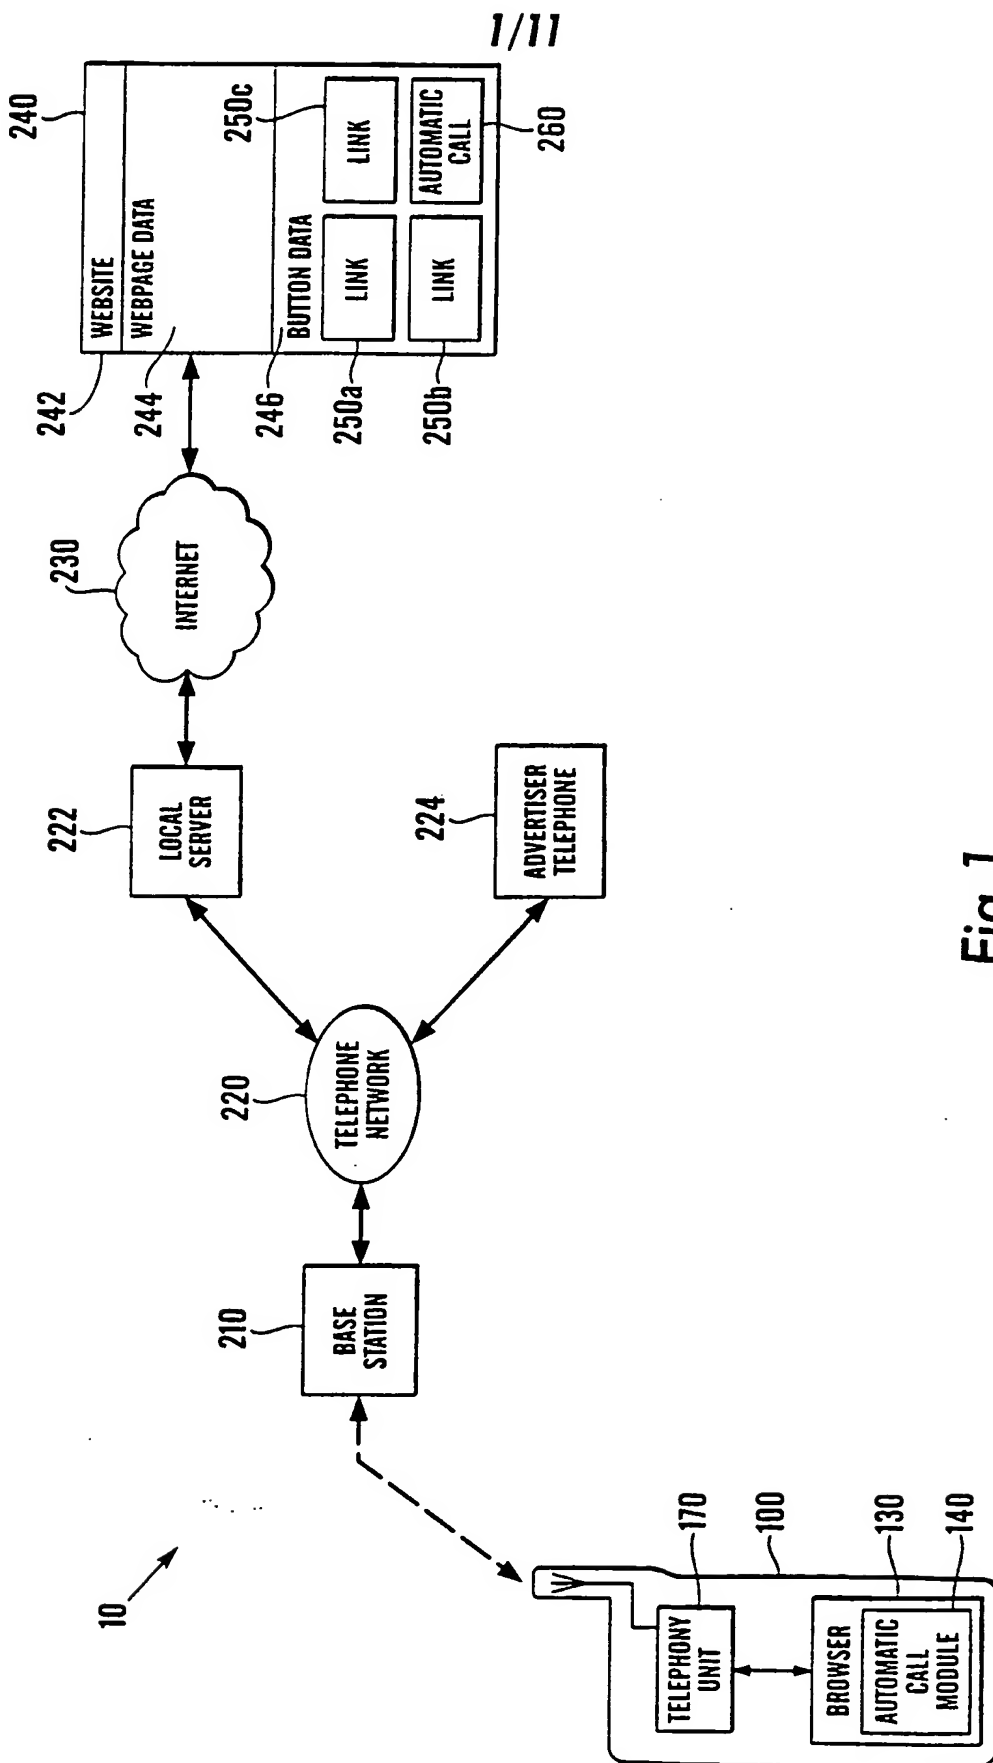 1/11
10
240
242
WEBSITE
244
WEBPAGE DATA
246
BUTTON DATA
250a
LINK
250c
LINK
250b
LINK
AUTOMATIC
CALL
260
230
INTERNET
222
LOCAL
SERVER
224
ADVERTISER
TELEPHONE
220
TELEPHONE
NETWORK
210
BASE
STATION
170
TELEPHONY
UNIT
100
130
BROWSER
140
AUTOMATIC
CALL
MODULE
Fig. 1